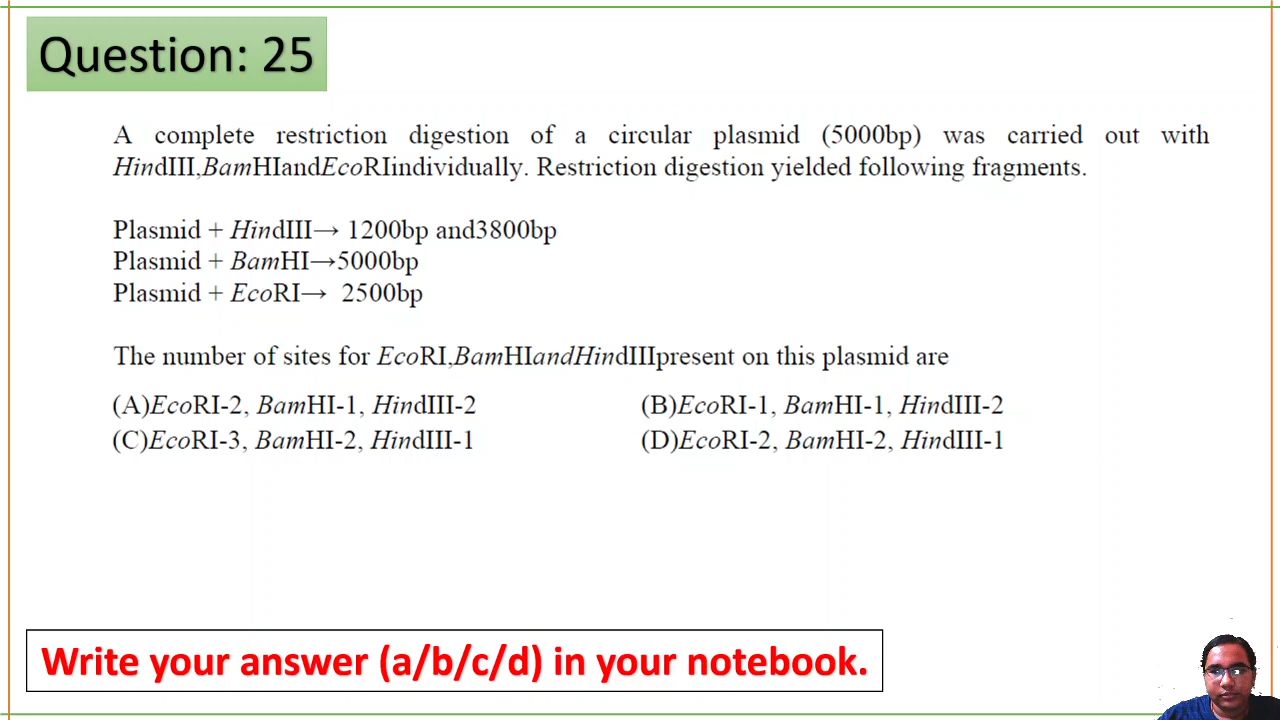 Question: 25
A complete restriction digestion of a circular plasmid (5000bp) was carried out with
HindIII,BamHIandEcoRIindividually. Restriction digestion yielded following fragments.
Plasmid + HindIII→ 1200bp and3800bp
Plasmid + BamHI→5000bp
Plasmid + EcoRI→ 2500bp
The number of sites for EcoRI,BamHIandHindIIIpresent on this plasmid are
(A)EcoRI-2, BamHI-1, HindIII-2 (B)EcoRI-1, BamHI-1, HindIII-2
(C)EcoRI-3, BamHI-2, HindIII-1 (D)EcoRI-2, BamHI-2, HindIII-1
Write your answer (a/b/c/d) in your notebook.